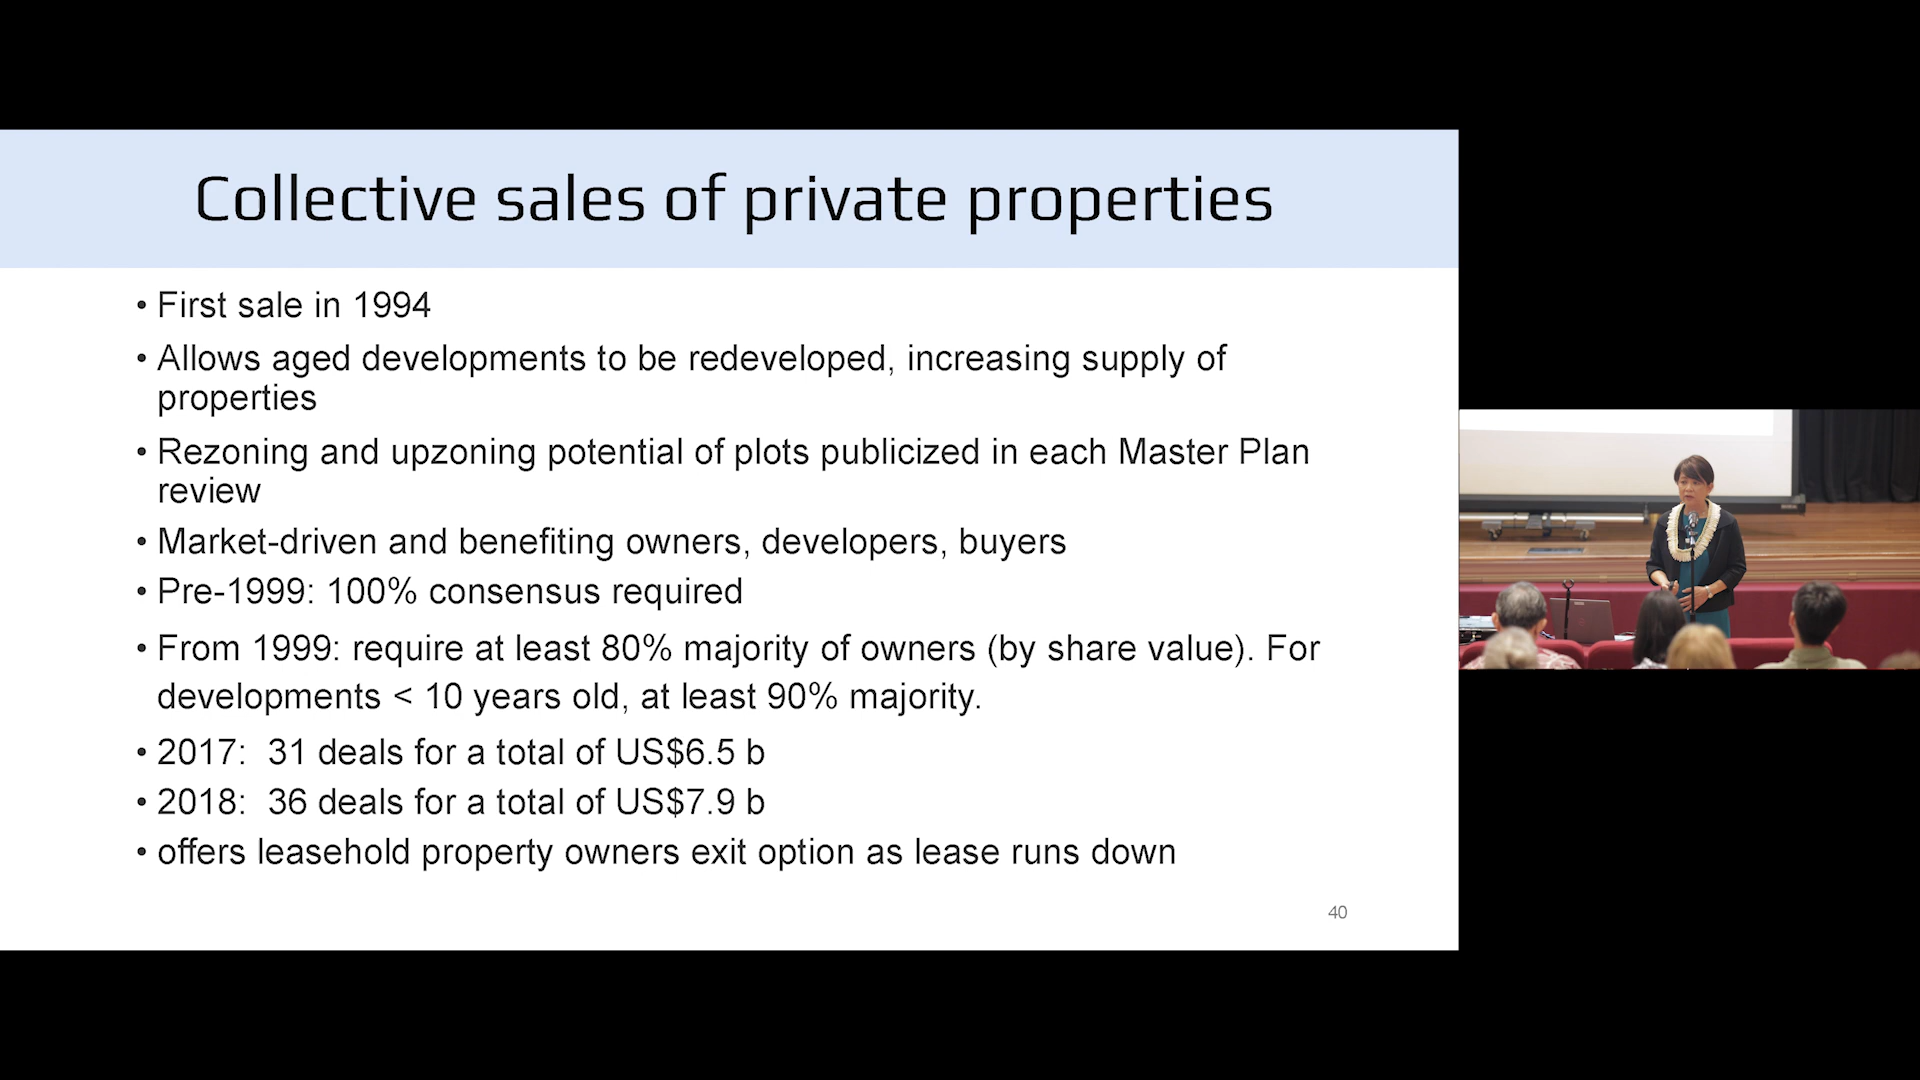 Collective sales of private properties
• First sale in 1994
• Allows aged developments to be redeveloped, increasing supply of
properties
• Rezoning and upzoning potential of plots publicized in each Master Plan
review
• Market-driven and benefiting owners, developers, buyers
• Pre-1999: 100% consensus required
• From 1999: require at least 80% majority of owners (by share value). For
developments < 10 years old, at least 90% majority.
• 2017:  31 deals for a total of US$6.5 b
• 2018:  36 deals for a total of US$7.9 b
• offers leasehold property owners exit option as lease runs down
40